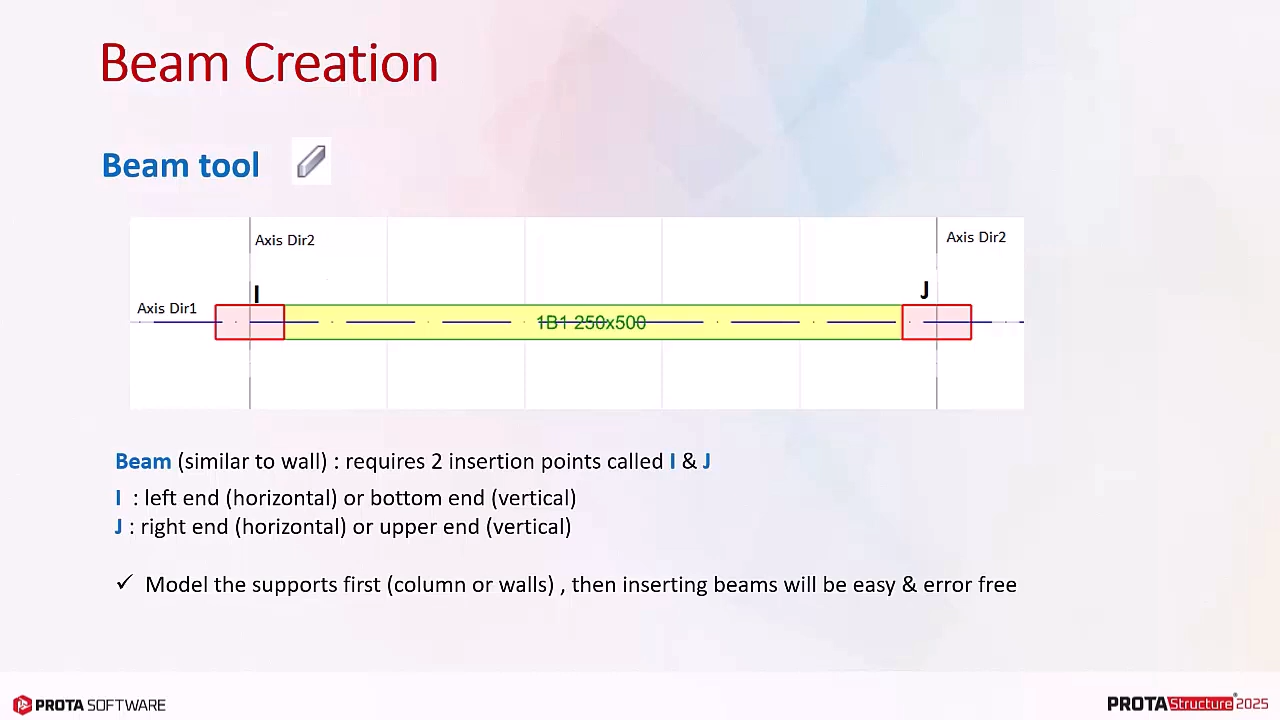 Beam Creation
Beam tool
Axis Dir2
Axis Dir2
I
J
Axis Dir1
1B1 250x500
Beam (similar to wall) : requires 2 insertion points called I & J
I : left end (horizontal) or bottom end (vertical)
J : right end (horizontal) or upper end (vertical)
✓ Model the supports first (column or walls) , then inserting beams will be easy & error free
PROTA SOFTWARE
PROTAStructure® 2025